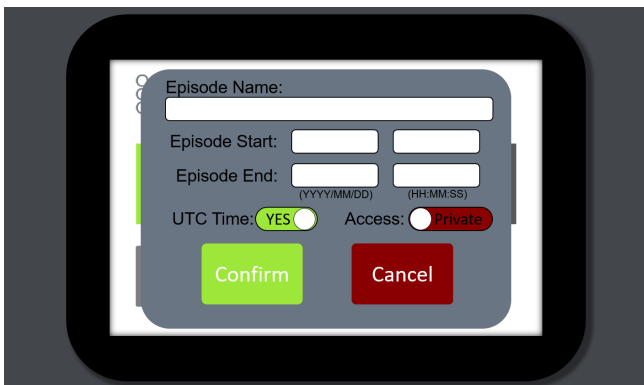 Episode Name:
Episode Start:
Episode End:
(YYYY/MM/DD) (HH:MM:SS)
UTC Time: YES Access: Private
Confirm Cancel